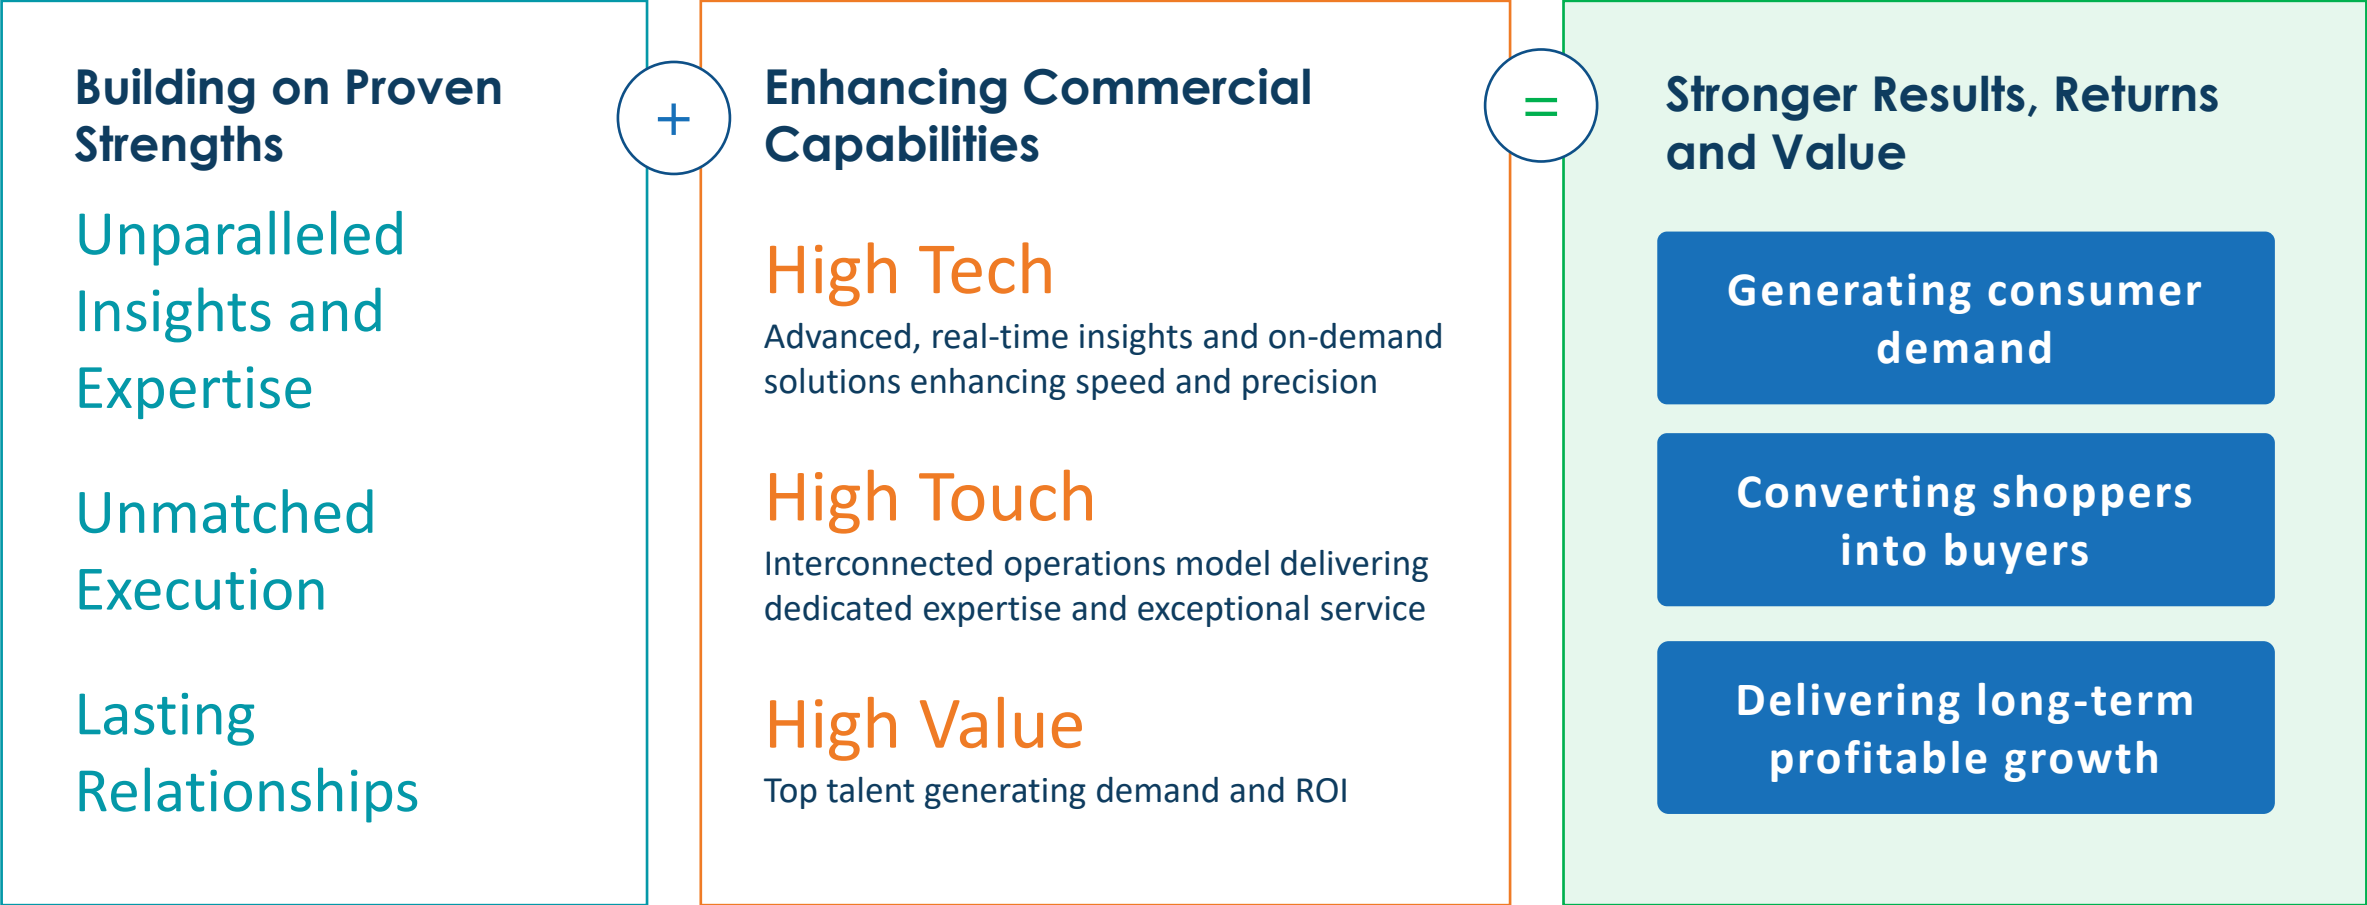 Building on Proven
Strengths
Unparalleled
Insights and
Expertise
Unmatched
Execution
Lasting
Relationships
+
Enhancing Commercial
Capabilities
High Tech
Advanced, real-time insights and on-demand
solutions enhancing speed and precision
High Touch
Interconnected operations model delivering
dedicated expertise and exceptional service
High Value
Top talent generating demand and ROI
=
Stronger Results, Returns
and Value
Generating consumer
demand
Converting shoppers
into buyers
Delivering long-term
profitable growth